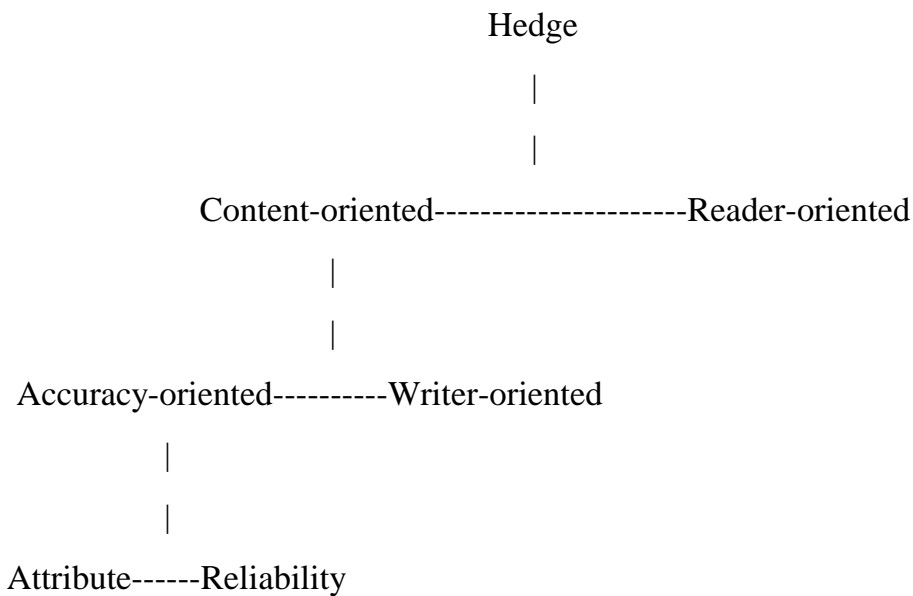 Hedge
|
|
Content-oriented----------------------Reader-oriented
|
|
Accuracy-oriented----------Writer-oriented
|
|
Attribute------Reliability